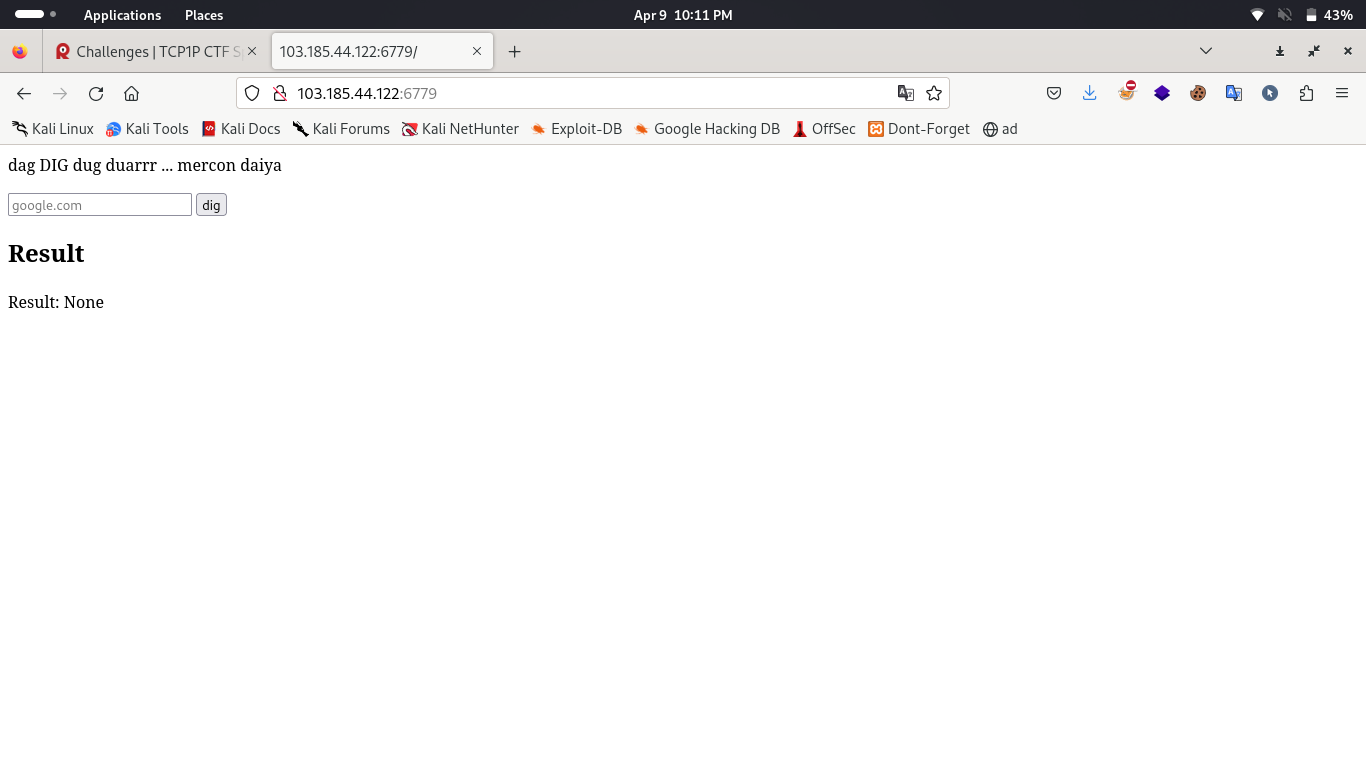 Applications Places Apr 9 10:11 PM 43%
Challenges | TCP1P CTF Sp 103.185.44.122:6779/
103.185.44.122:6779
Kali Linux Kali Tools Kali Docs Kali Forums Kali NetHunter Exploit-DB Google Hacking DB OffSec Dont-Forget ad
dag DIG dug duarrr ... mercon daiya
google.com dig
Result
Result: None